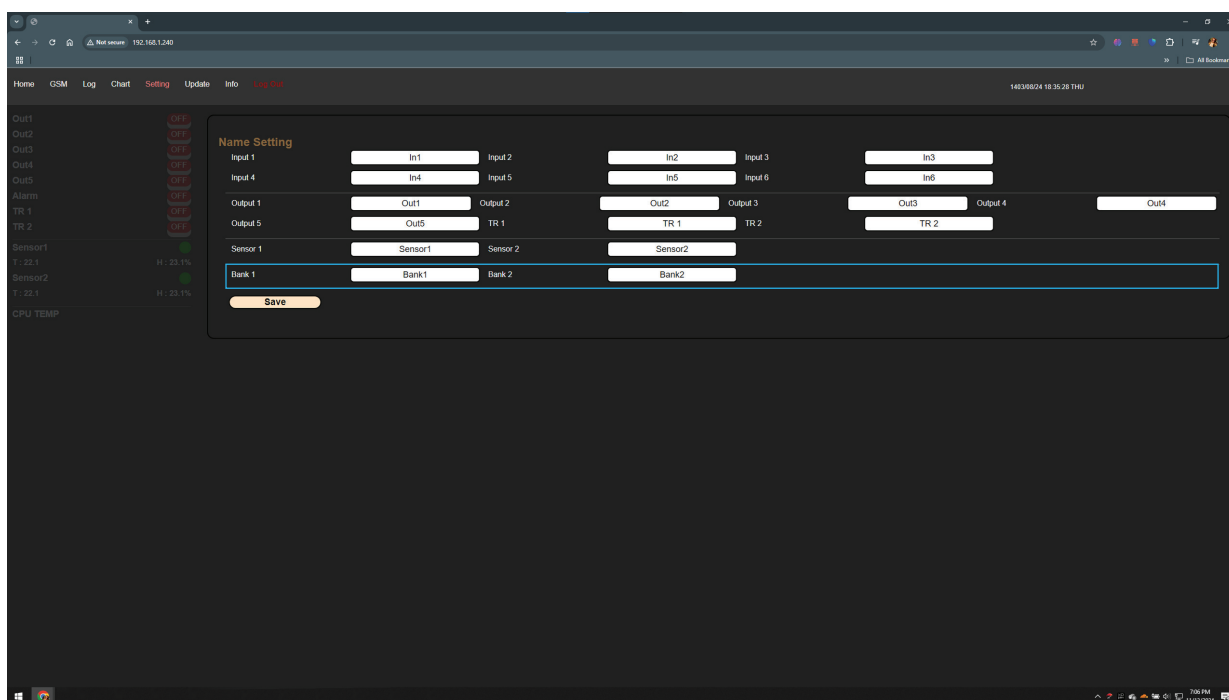 Not secure 192.168.1.240
All Bookmar
Home GSM Log Chart Setting Update Info Log Out
1403/08/24 18:35:28 THU
Out1 OFF
Out2 OFF
Out3 OFF
Out4 OFF
Out5 OFF
Alarm OFF
TR 1 OFF
TR 2 OFF
Sensor1
T : 22.1 H : 23.1%
Sensor2
T : 22.1 H : 23.1%
CPU TEMP
Name Setting
Input 1 In1 Input 2 In2 Input 3 In3
Input 4 In4 Input 5 In5 Input 6 In6
Output 1 Out1 Output 2 Out2 Output 3 Out3 Output 4 Out4
Output 5 Out5 TR 1 TR 1 TR 2 TR 2
Sensor 1 Sensor1 Sensor 2 Sensor2
Bank 1 Bank1 Bank 2 Bank2
Save
7:06 PM